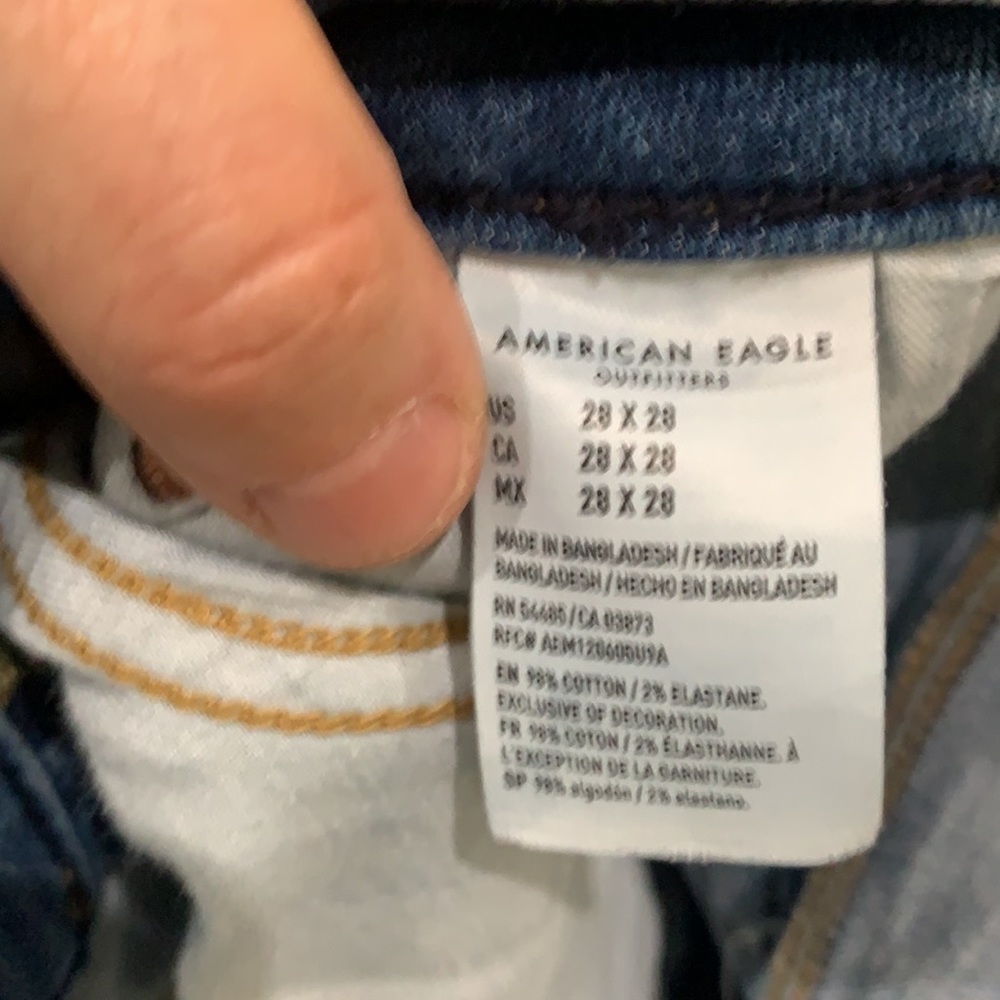 AMERICAN EAGLE
OUTFITTERS
US 28 X 28
CA 28 X 28
MX 28 X 28
MADE IN BANGLADESH / FABRIQUÉ AU
BANGLADESH / HECHO EN BANGLADESH
RN 54485 / CA 03873
RFC# AEM120600U9A
EN 98% COTTON / 2% ELASTANE.
EXCLUSIVE OF DECORATION.
FR 98% COTON / 2% ÉLASTHANNE. À
L'EXCEPTION DE LA GARNITURE.
SP 98% algodón / 2% elastano.